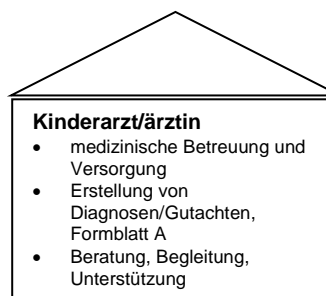 Kinderarzt/ärztin
• medizinische Betreuung und
Versorgung
• Erstellung von
Diagnosen/Gutachten,
Formblatt A
• Beratung, Begleitung,
Unterstützung